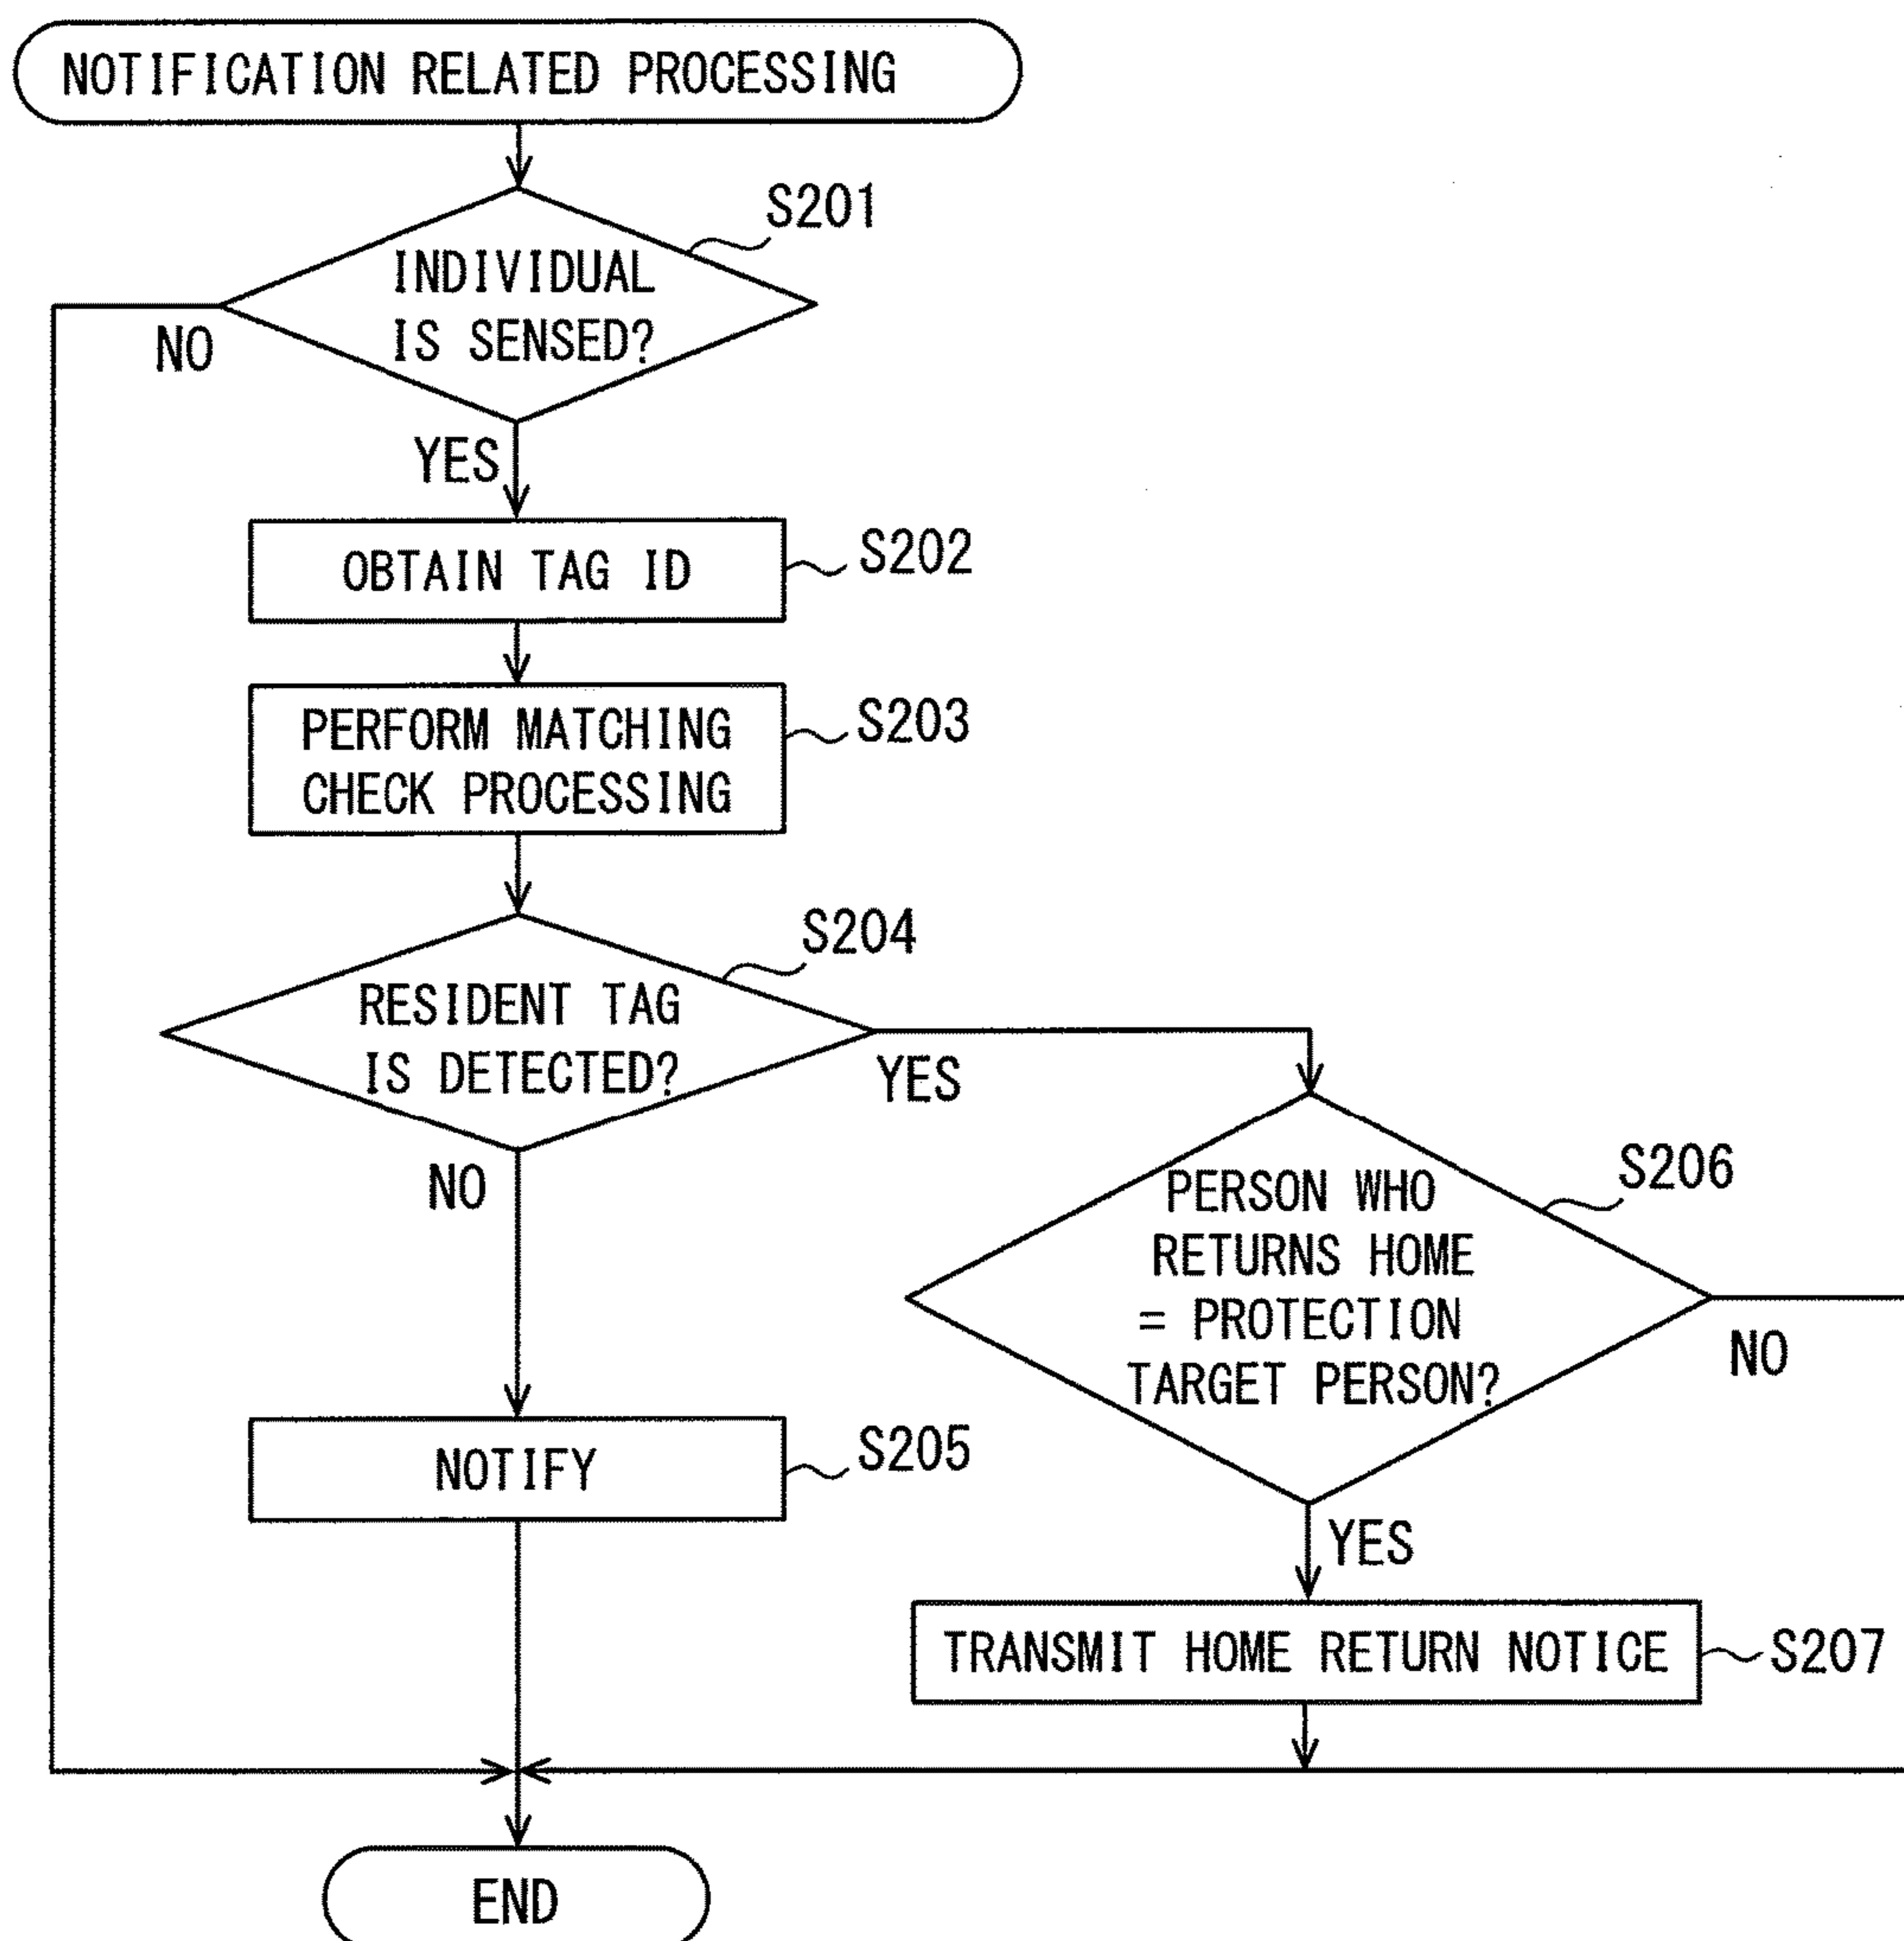 NOTIFICATION RELATED PROCESSING
S201
INDIVIDUAL
IS SENSED?
NO
YES
OBTAIN TAG ID
S202
PERFORM MATCHING
CHECK PROCESSING
S203
S204
RESIDENT TAG
IS DETECTED?
YES
NO
S206
PERSON WHO
RETURNS HOME
= PROTECTION
TARGET PERSON?
NO
NOTIFY
S205
YES
TRANSMIT HOME RETURN NOTICE
S207
END